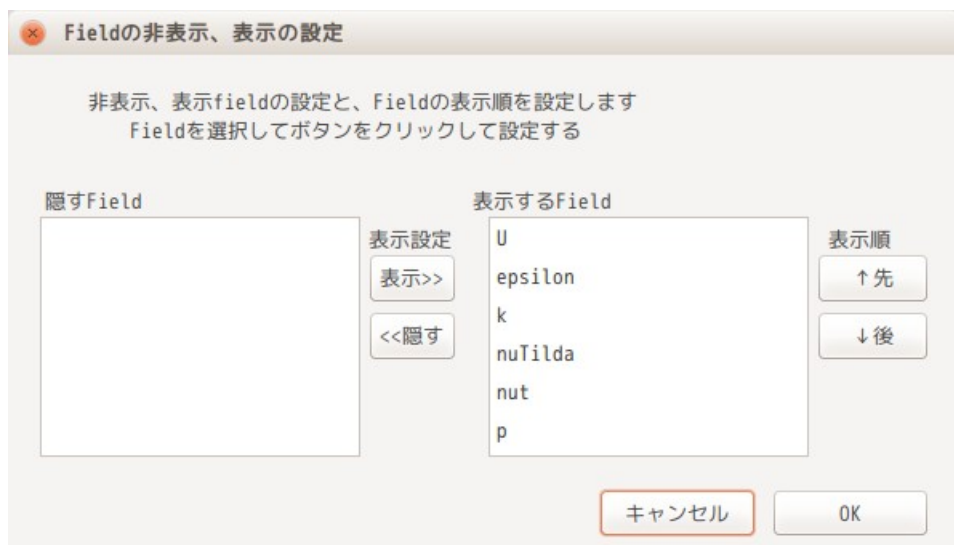 Fieldの非表示、表示の設定
非表示、表示fieldの設定と、Fieldの表示順を設定します
Fieldを選択してボタンをクリックして設定する
隠すField
表示設定
表示>>
<<隠す
表示するField
U
epsilon
k
nuTilda
nut
p
表示順
↑先
↓後
キャンセル
OK